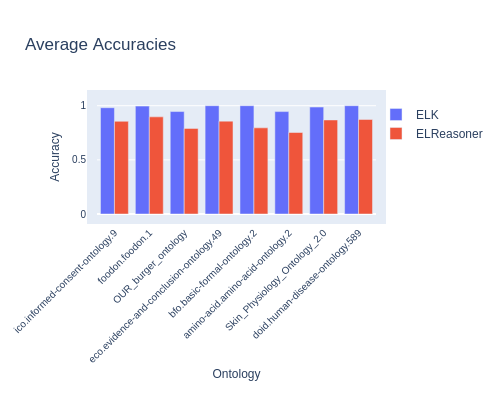 Average Accuracies
ELK
ELReasoner
Accuracy
1
0.5
0
ico.informed-consent-ontology.9
foodon.foodon.1
OUR_burger_ontology
eco.evidence-and-conclusion-ontology.49
bfo.basic-formal-ontology.2
amino-acid.amino-acid-ontology.2
Skin_Physiology_Ontology_2.0
doid.human-disease-ontology.589
Ontology